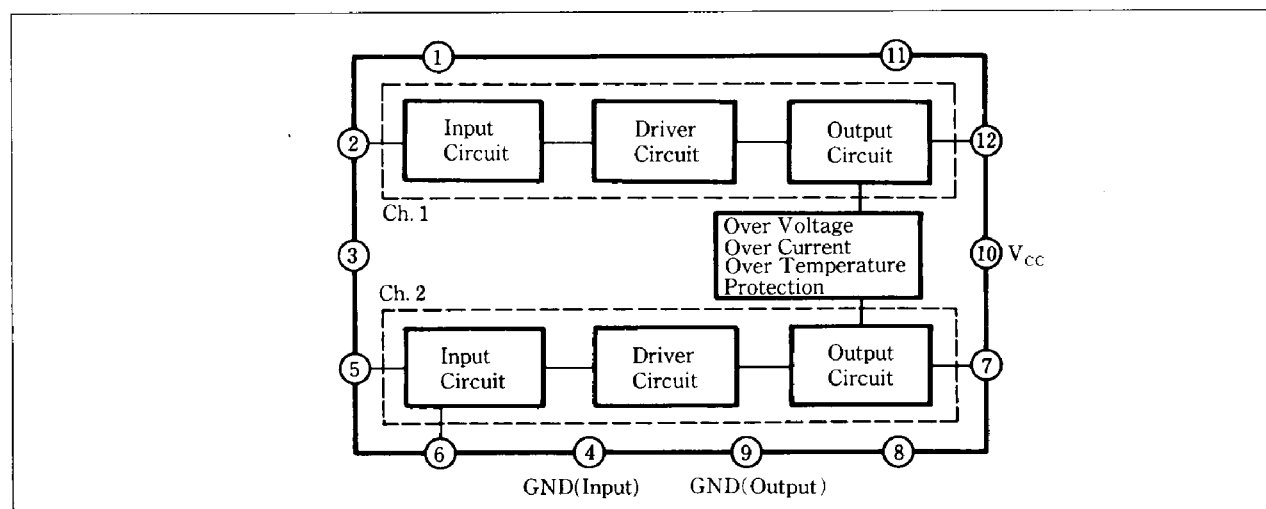 1
11
2
Input
Circuit
Driver
Circuit
Output
Circuit
12
Ch. 1
3
Over Voltage
Over Current
Over Temperature
Protection
10
VCC
Ch. 2
5
Input
Circuit
Driver
Circuit
Output
Circuit
7
6
4
9
8
GND(Input)
GND(Output)